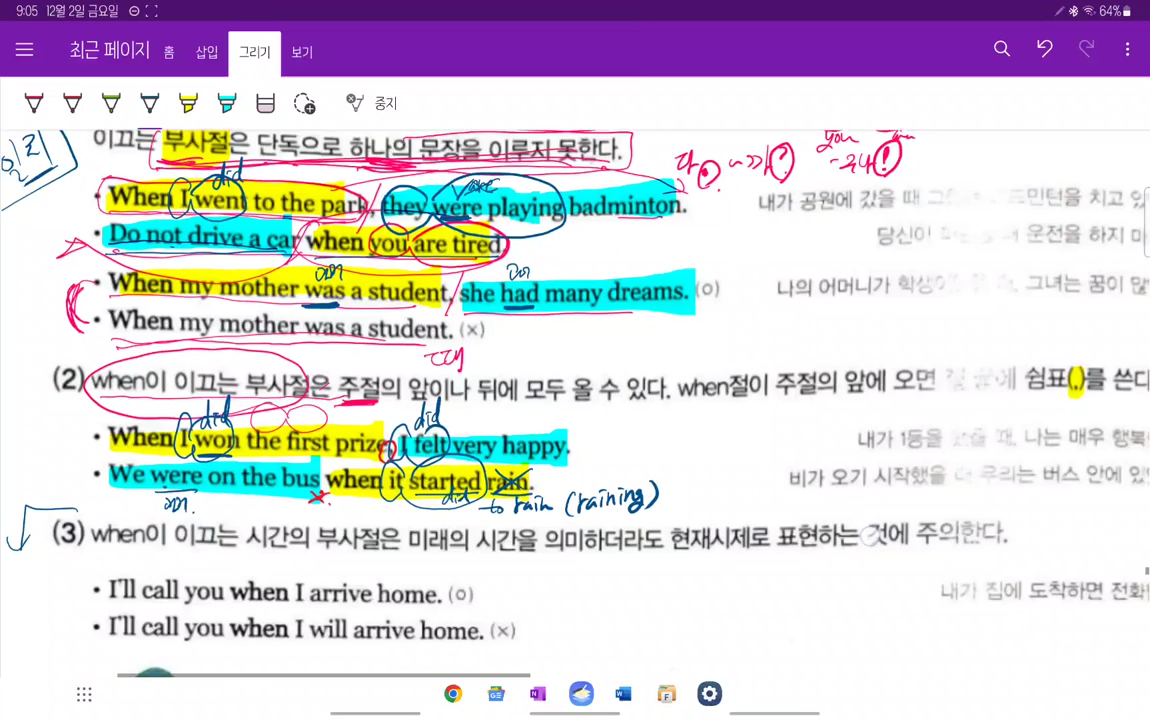 9:05 12월 2일 금요일 64%
최근 페이지 홈 삽입 그리기 보기
중지
이끄는 부사절은 단독으로 하나의 문장을 이루지 못한다.
다. ~까? you
did are
• When I went to the park, they were playing badminton. 내가 공원에 갔을 때 치고 있
• Do not drive a car when you are tired 당신이 운전을 하지 마
• When my mother was a student, she had many dreams. (o) 나의 어머니가 그녀는 꿈이 많
• When my mother was a student. (×)
(2) when이 이끄는 부사절은 주절의 앞이나 뒤에 모두 올 수 있다. when절이 주절의 앞에 오면 쉼표(,)를 쓴다
did did
• When I won the first prize, I felt very happy. 내가 1등을 때, 나는 매우 행복
• We were on the bus when it started rain. 비가 오기 시작했을 우리는 버스 안에 있
did to rain (raining)
(3) when이 이끄는 시간의 부사절은 미래의 시간을 의미하더라도 현재시제로 표현하는 것에 주의한다.
• I'll call you when I arrive home. (o) 내가 집에 도착하면 전화
• I'll call you when I will arrive home. (×)